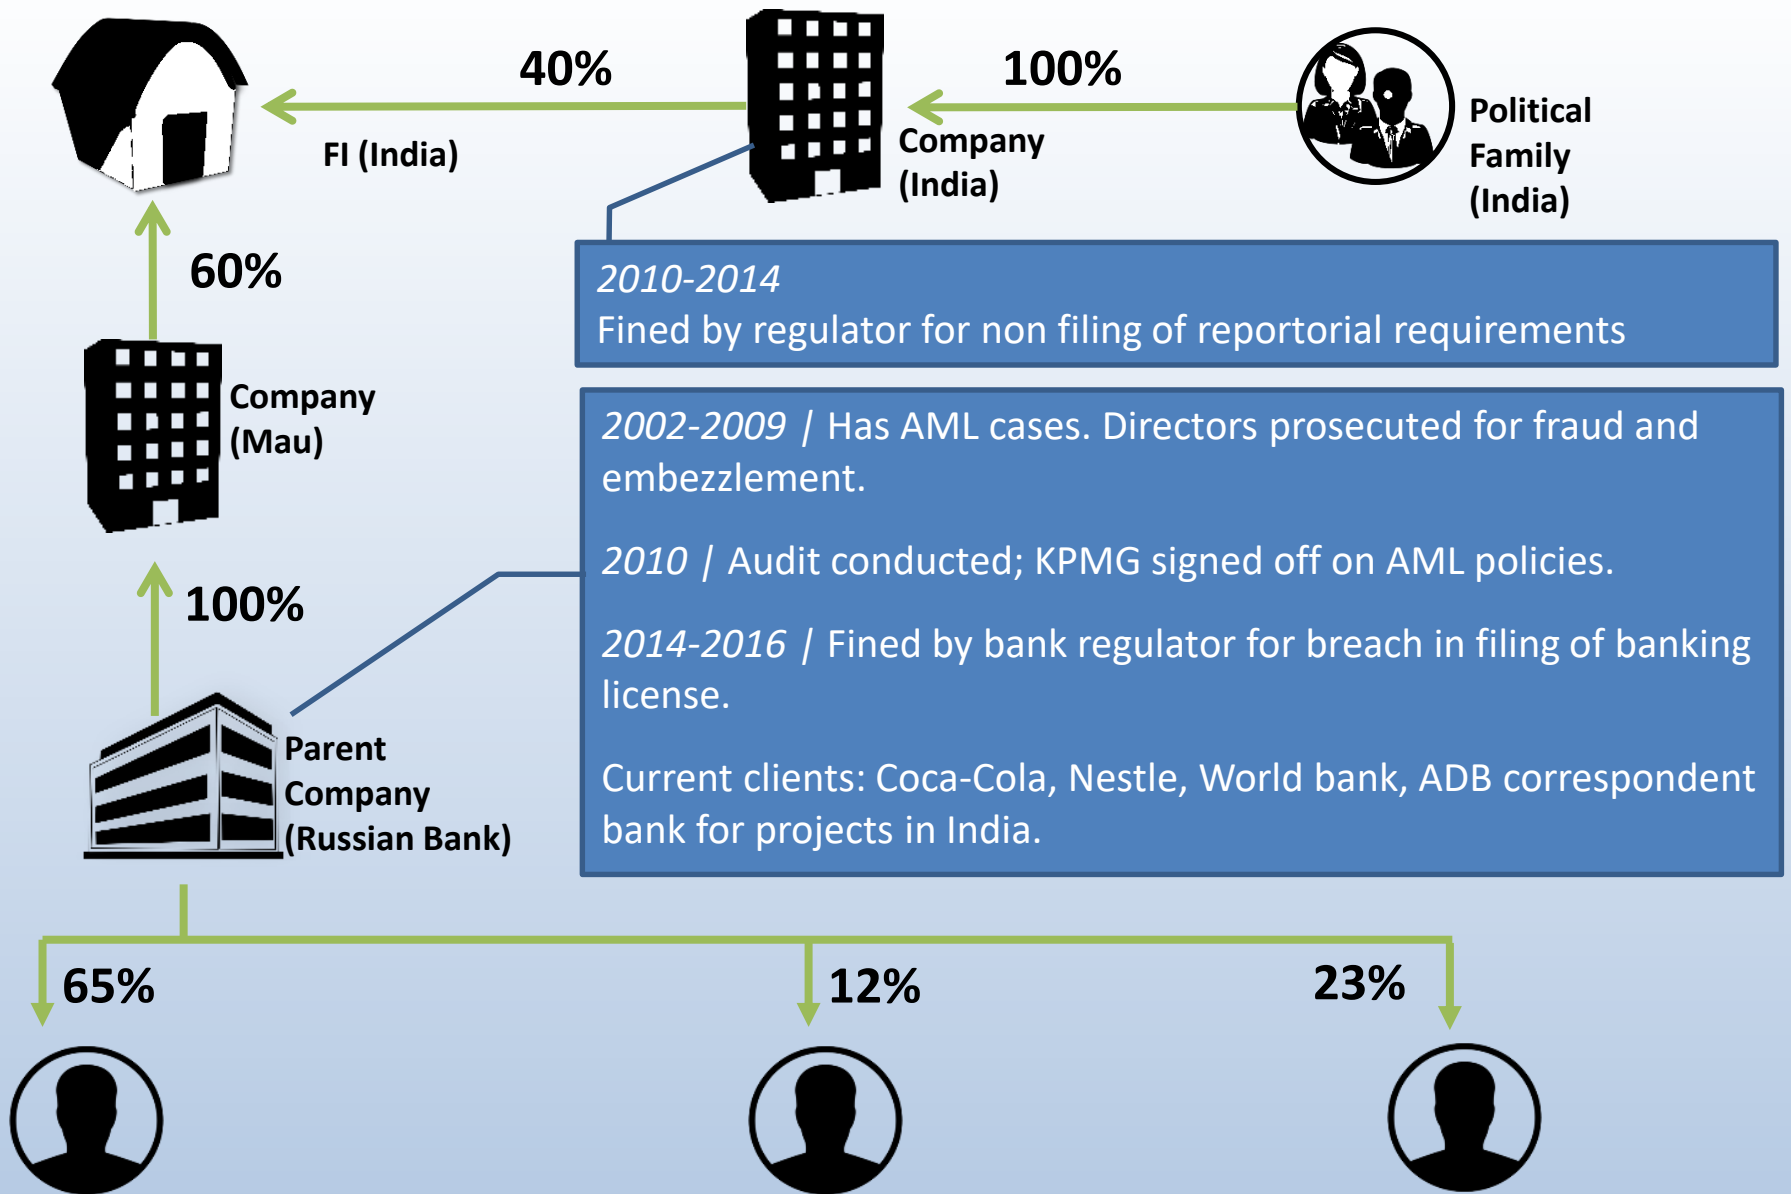 40%
100%
FI (India)
Company
(India)
Political
Family
(India)
60%
2010-2014
Fined by regulator for non filing of reportorial requirements
Company
(Mau)
2002-2009 | Has AML cases. Directors prosecuted for fraud and
embezzlement.
2010 | Audit conducted; KPMG signed off on AML policies.
2014-2016 | Fined by bank regulator for breach in filing of banking
license.
Current clients: Coca-Cola, Nestle, World bank, ADB correspondent
bank for projects in India.
100%
Parent
Company
(Russian Bank)
65%
12%
23%